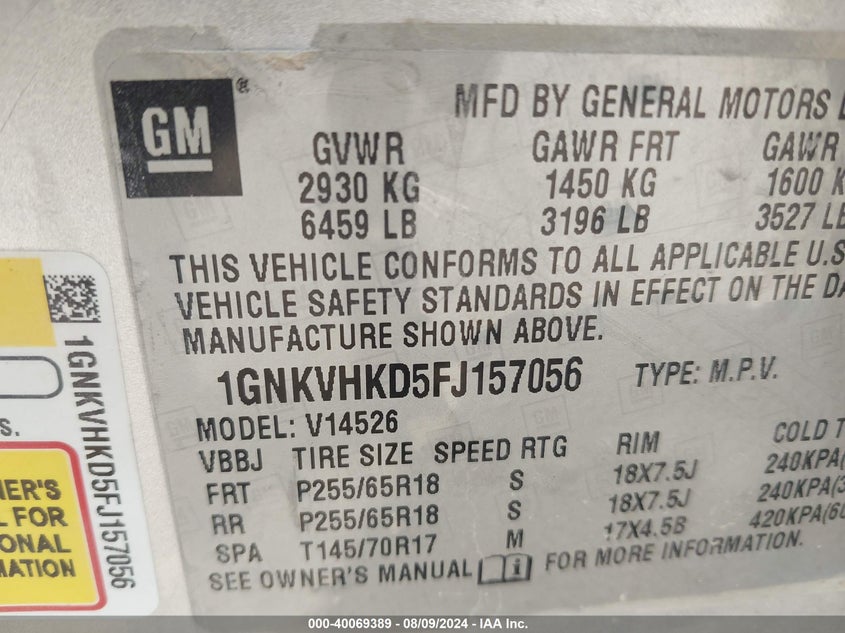 GM®
MFD BY GENERAL MOTORS
GVWR GAWR FRT GAWR
2930 KG 1450 KG 1600 K
6459 LB 3196 LB 3527 LB
THIS VEHICLE CONFORMS TO ALL APPLICABLE U.S
VEHICLE SAFETY STANDARDS IN EFFECT ON THE DA
MANUFACTURE SHOWN ABOVE.
1GNKVHKD5FJ157056 TYPE: M.P.V.
MODEL: V14526
VBBJ TIRE SIZE SPEED RTG RIM COLD T
FRT P255/65R18 S 18X7.5J 240KPA(
RR P255/65R18 S 18X7.5J 240KPA(3
SPA T145/70R17 M 17X4.5B 420KPA(60
SEE OWNER'S MANUAL FOR MORE INFORMATION.
1GNKVHKD5FJ157056
S.
NER'S
L FOR
ONAL
MATION
000-40069389 - 08/09/2024 - IAA Inc.